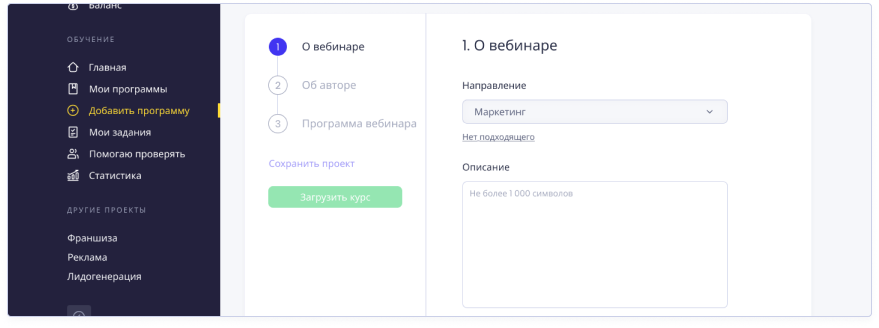 Баланс
ОБУЧЕНИЕ
Главная
Мои программы
Добавить программу
Мои задания
Помогаю проверять
Статистика
ДРУГИЕ ПРОЕКТЫ
Франшиза
Реклама
Лидогенерация
1 О вебинаре
2 Об авторе
3 Программа вебинара
Сохранить проект
Загрузить курс
1. О вебинаре
Направление
Маркетинг
Нет подходящего
Описание
Не более 1 000 символов